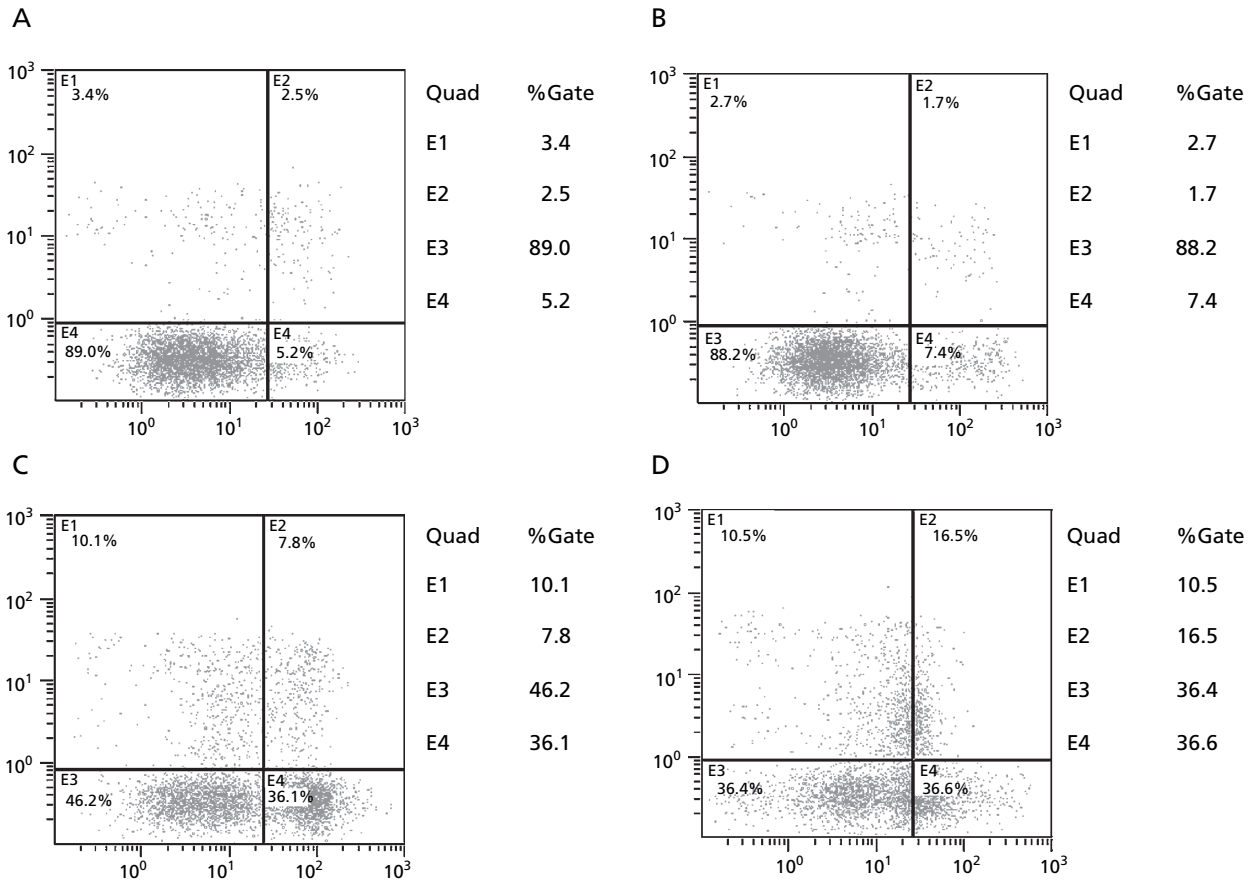 A
10³
E1
3.4%
E2
2.5%
10²
10¹
10⁰
E4
89.0%
E4
5.2%
10⁰ 10¹ 10² 10³
Quad %Gate
E1 3.4
E2 2.5
E3 89.0
E4 5.2
B
10³
E1
2.7%
E2
1.7%
10²
10¹
10⁰
E3
88.2%
E4
7.4%
10⁰ 10¹ 10² 10³
Quad %Gate
E1 2.7
E2 1.7
E3 88.2
E4 7.4
C
10³
E1
10.1%
E2
7.8%
10²
10¹
10⁰
E3
46.2%
E4
36.1%
10⁰ 10¹ 10² 10³
Quad %Gate
E1 10.1
E2 7.8
E3 46.2
E4 36.1
D
10³
E1
10.5%
E2
16.5%
10²
10¹
10⁰
E3
36.4%
E4
36.6%
10⁰ 10¹ 10² 10³
Quad %Gate
E1 10.5
E2 16.5
E3 36.4
E4 36.6